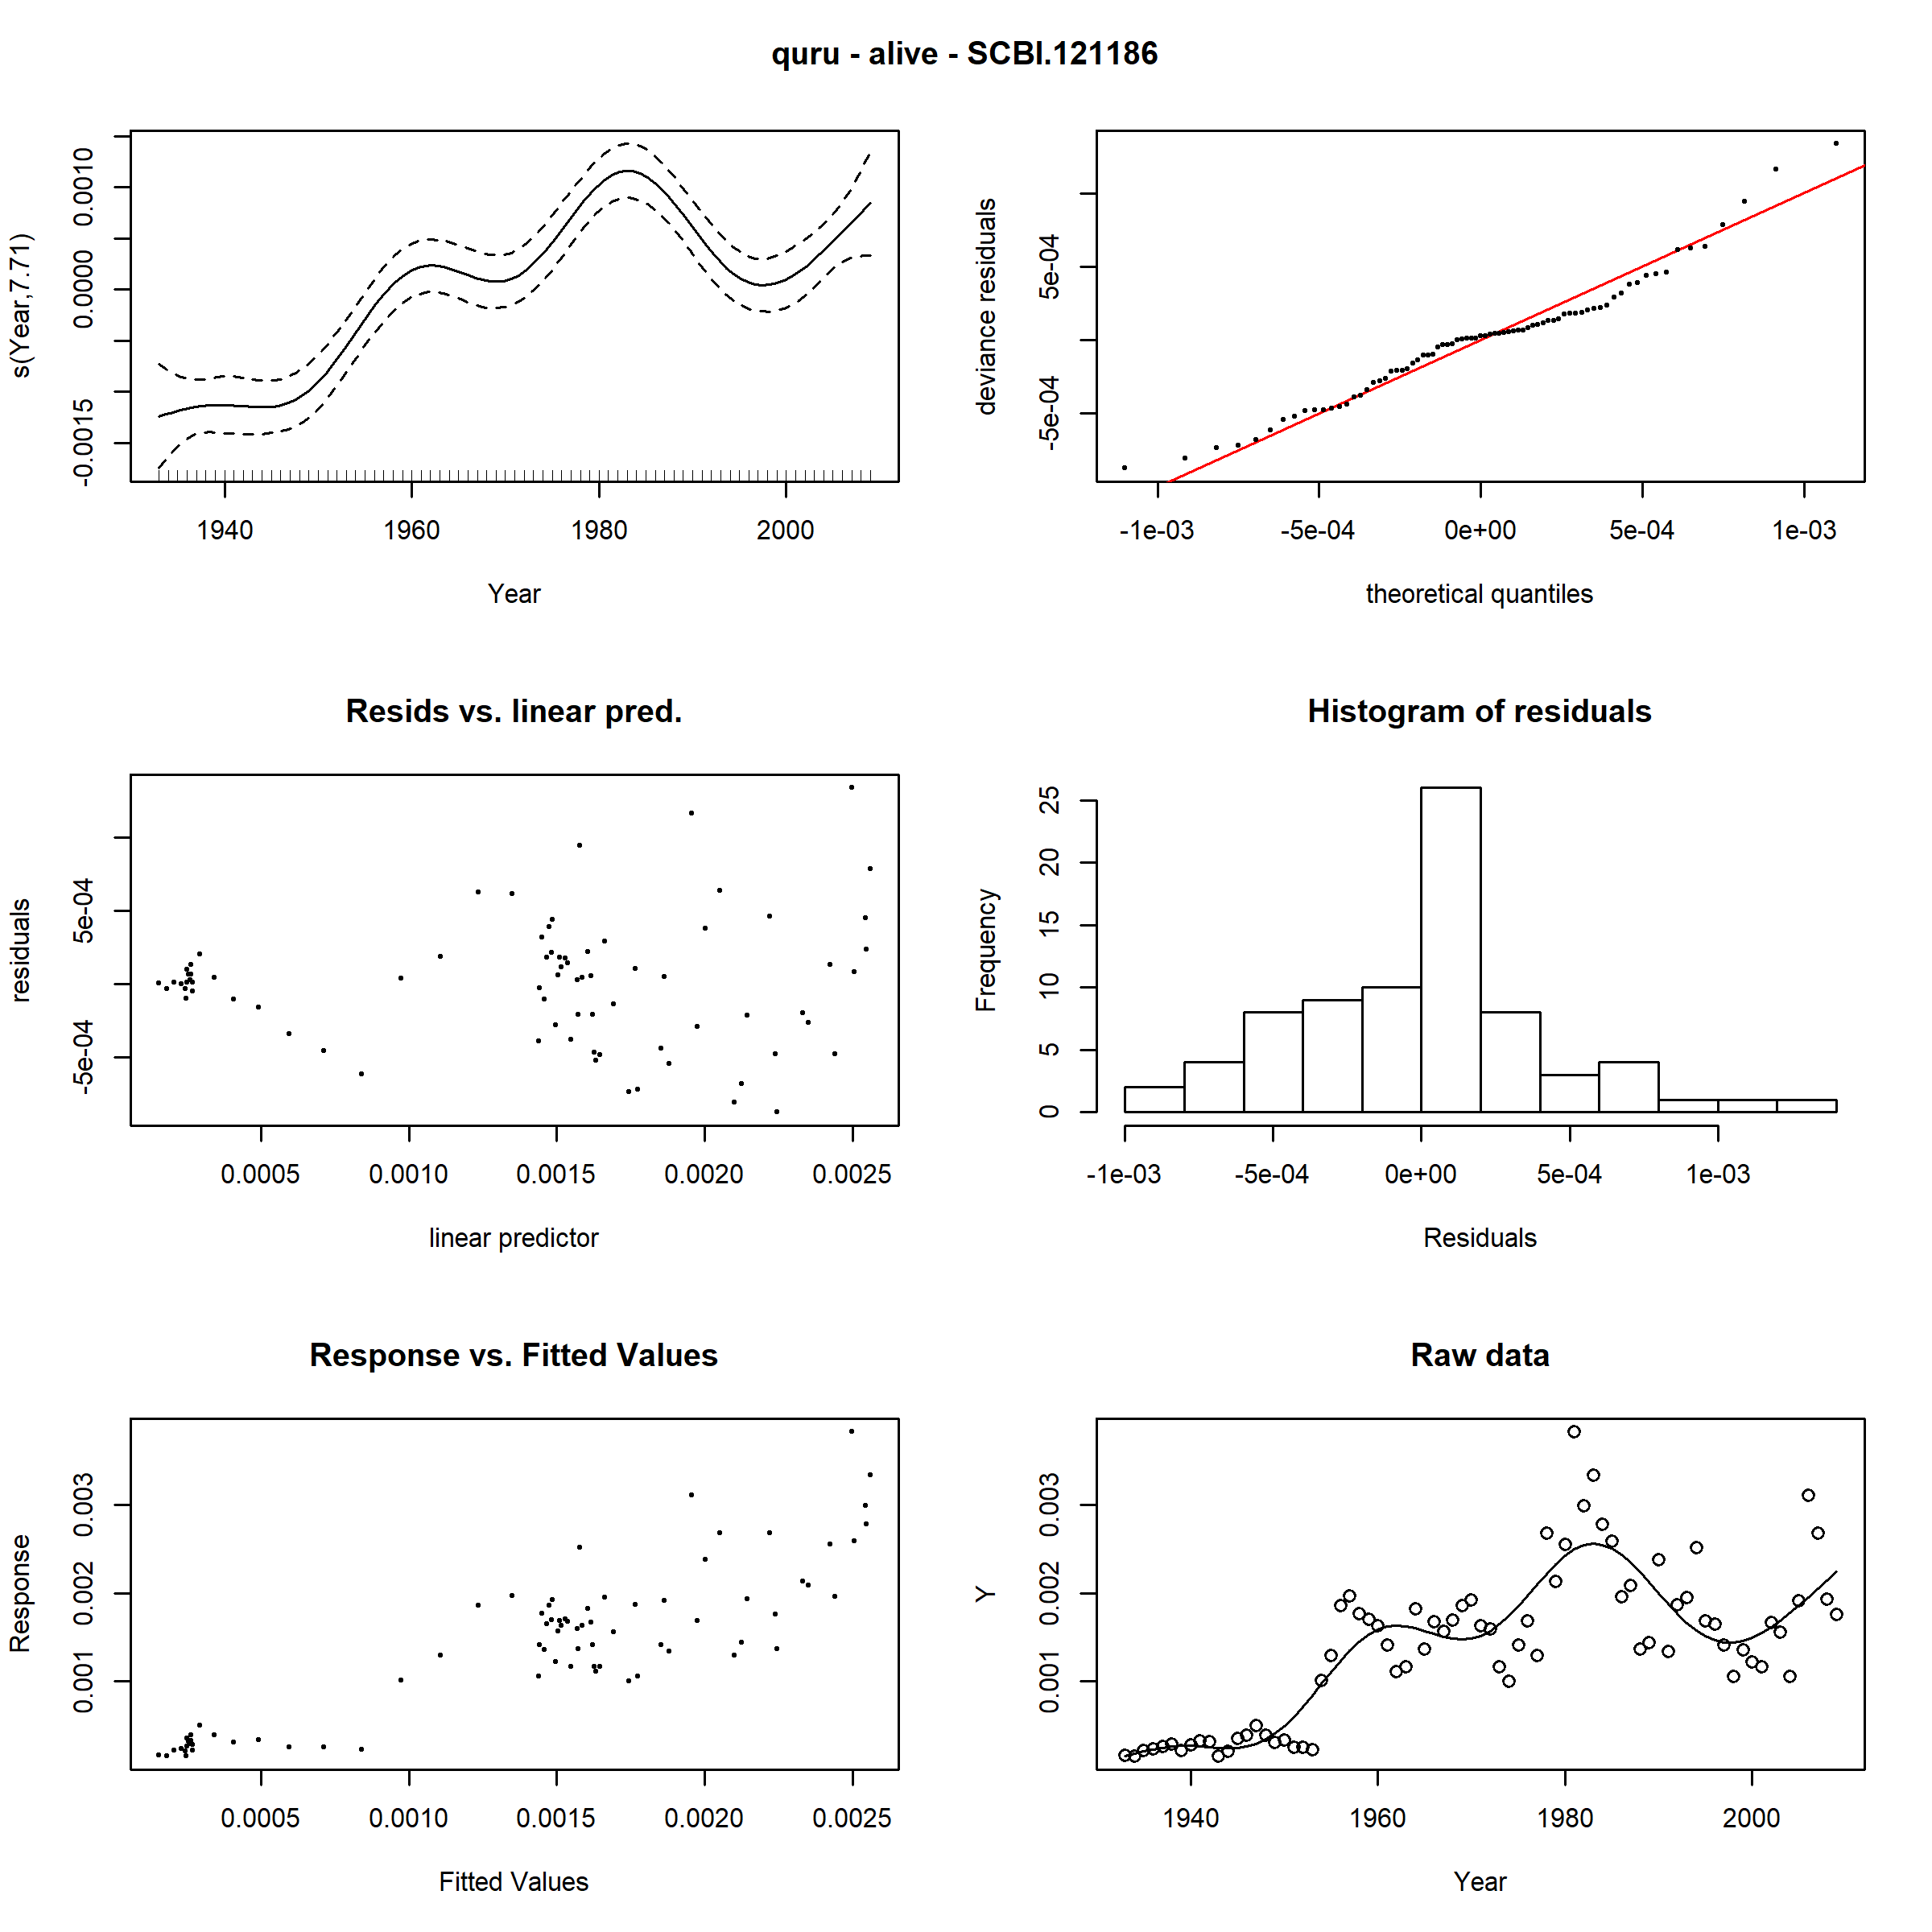 quru - alive - SCBI.121186
s(Year,7.71)
-0.0015 0.0000 0.0010
1940 1960 1980 2000
Year
deviance residuals
-5e-04 5e-04
-1e-03 -5e-04 0e+00 5e-04 1e-03
theoretical quantiles
Resids vs. linear pred.
residuals
-5e-04 5e-04
0.0005 0.0010 0.0015 0.0020 0.0025
linear predictor
Histogram of residuals
Frequency
0 5 10 15 20 25
-1e-03 -5e-04 0e+00 5e-04 1e-03
Residuals
Response vs. Fitted Values
Response
0.001 0.002 0.003
0.0005 0.0010 0.0015 0.0020 0.0025
Fitted Values
Raw data
Y
0.001 0.002 0.003
1940 1960 1980 2000
Year